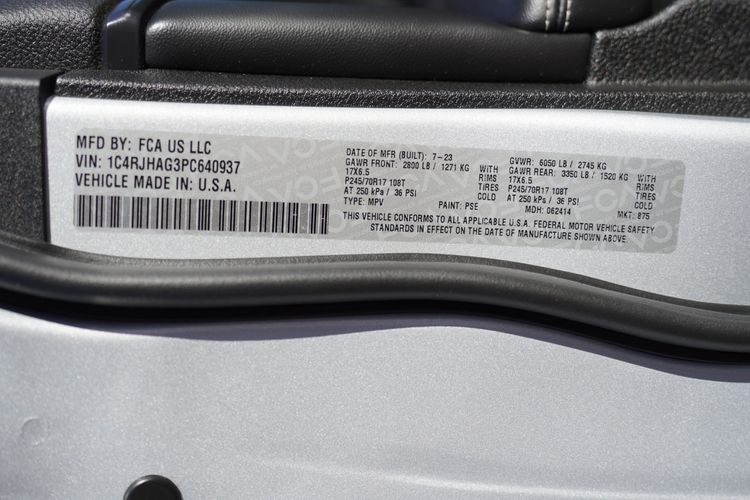 MFD BY: FCA US LLC
VIN: 1C4RJHAG3PC640937
VEHICLE MADE IN: U.S.A.
DATE OF MFR (BUILT): 7-23
GAWR FRONT: 2800 LB / 1271 KG WITH
17X6.5 RIMS
P245/70R17 108T TIRES
AT 250 kPa / 36 PSI COLD
TYPE: MPV PAINT: PSE
GVWR: 6050 LB / 2745 KG
GAWR REAR: 3350 LB / 1520 KG WITH
17X6.5 RIMS
P245/70R17 108T TIRES
AT 250 kPa / 36 PSI COLD
MDH: 062414 MKT: 875
THIS VEHICLE CONFORMS TO ALL APPLICABLE U.S.A. FEDERAL MOTOR VEHICLE SAFETY
STANDARDS IN EFFECT ON THE DATE OF MANUFACTURE SHOWN ABOVE.